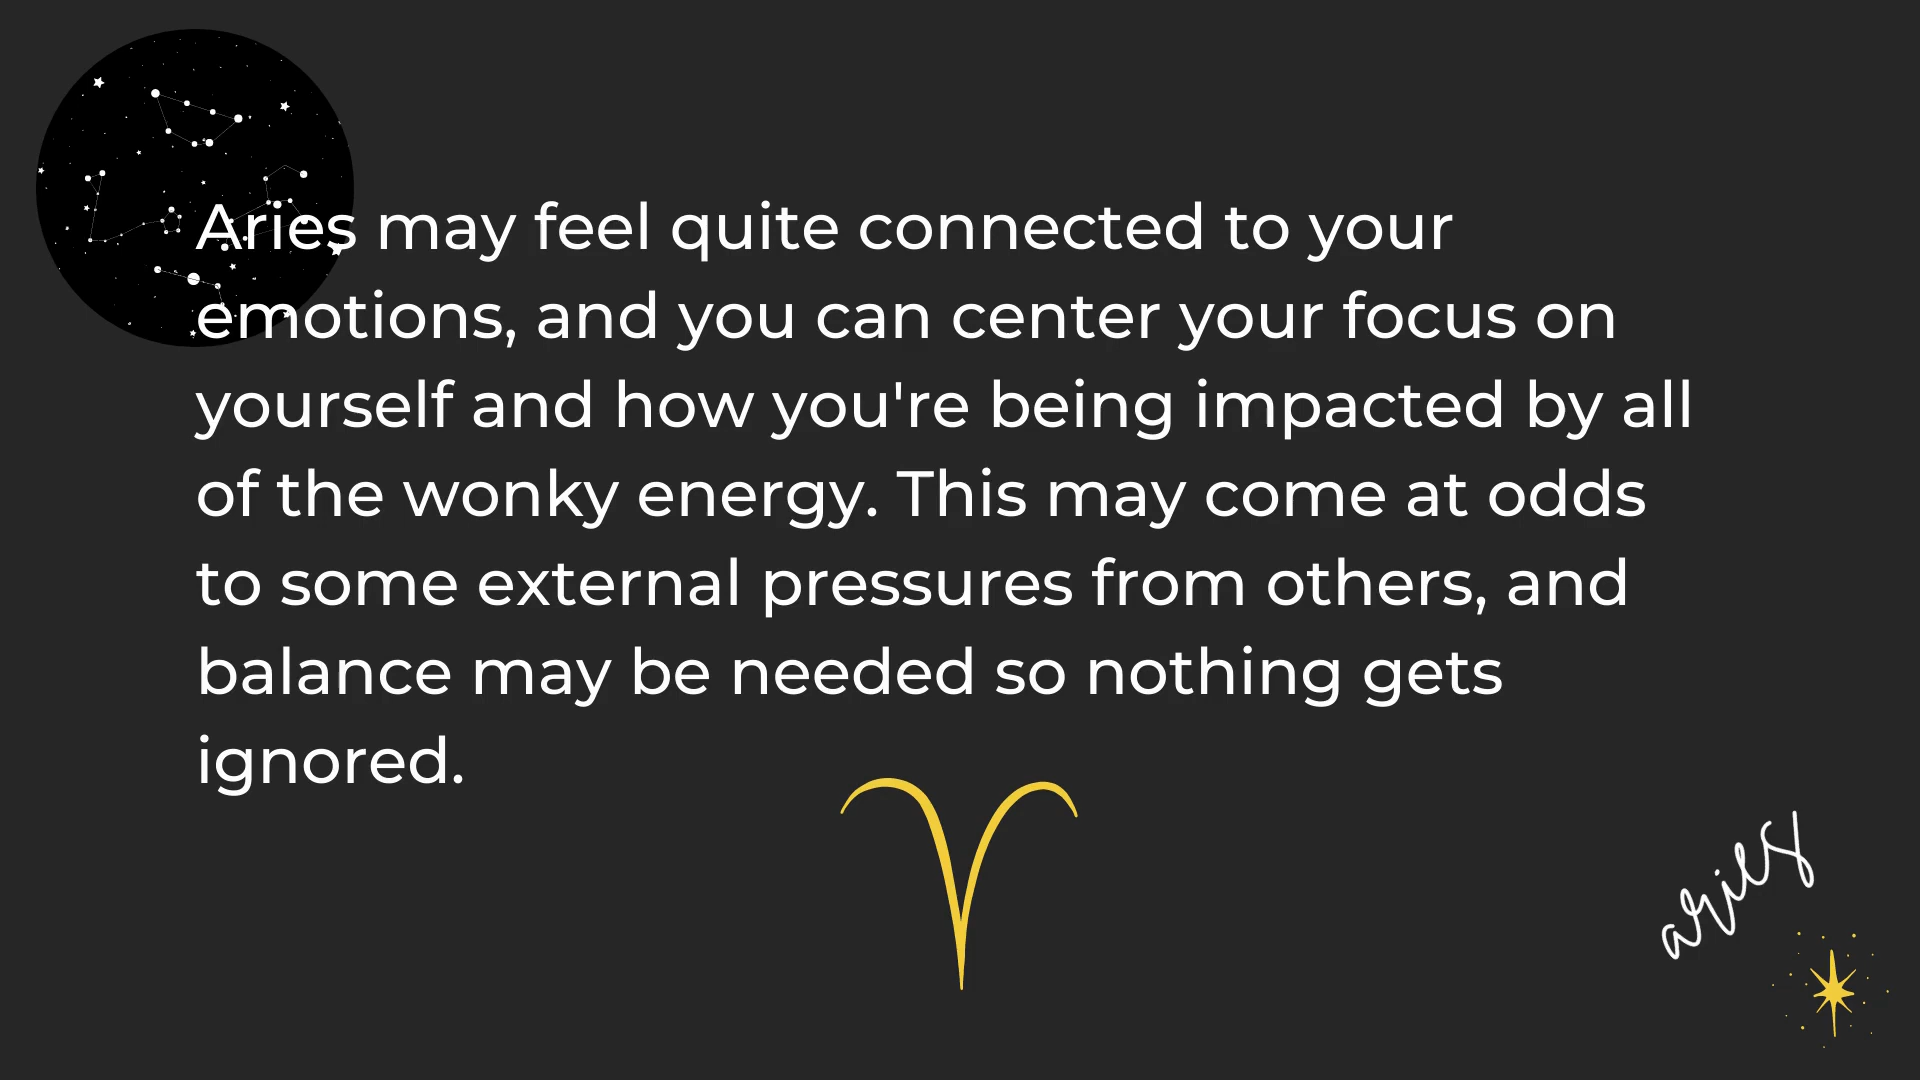 Aries may feel quite connected to your
emotions, and you can center your focus on
yourself and how you're being impacted by all
of the wonky energy. This may come at odds
to some external pressures from others, and
balance may be needed so nothing gets
ignored.
aries